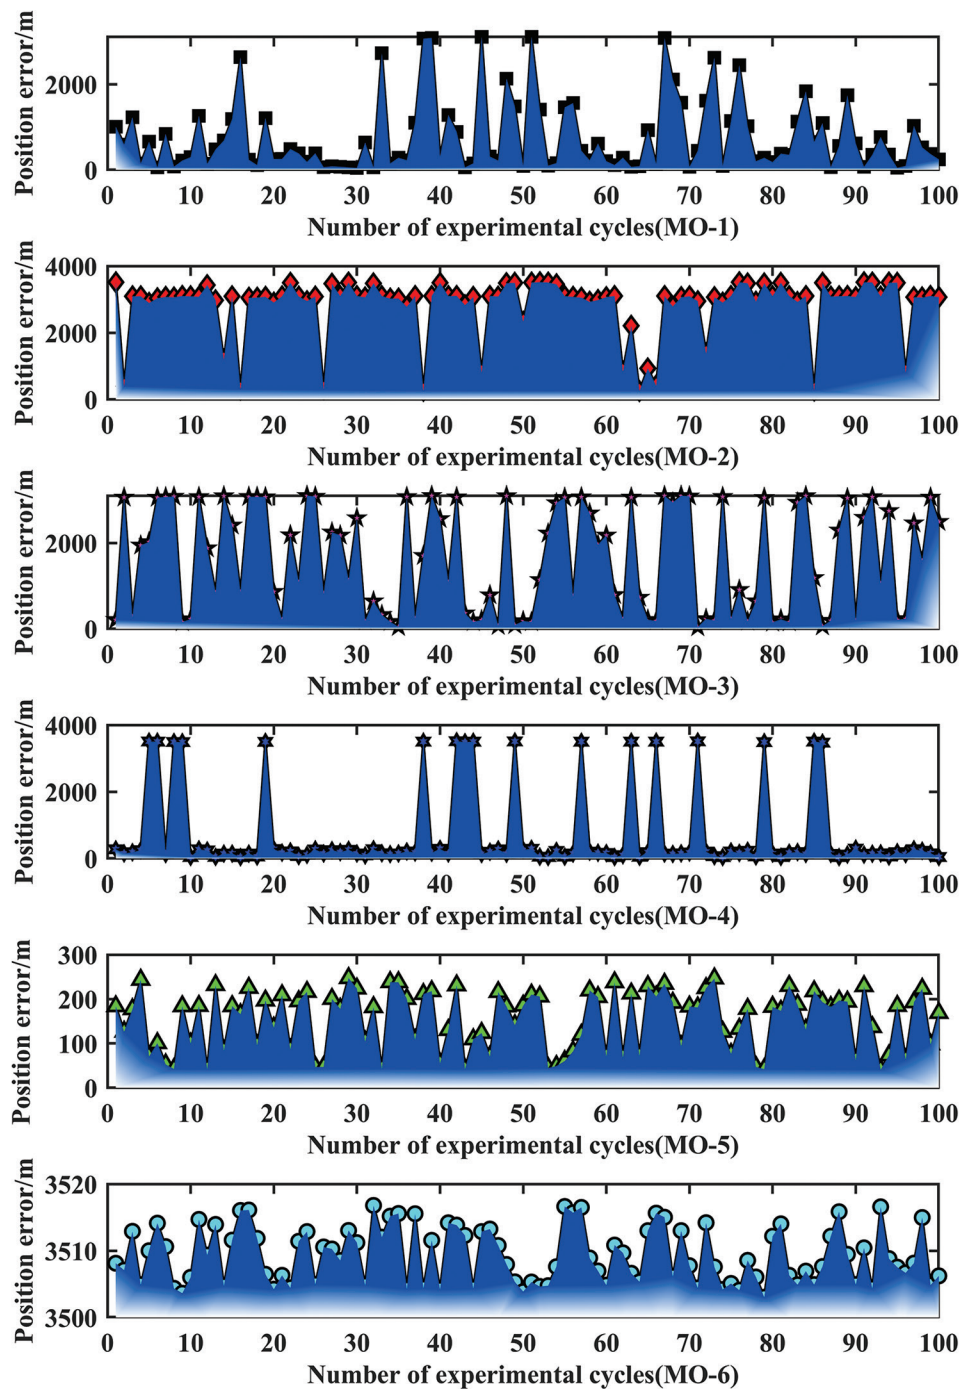 Position error/m
2000
0
0 10 20 30 40 50 60 70 80 90 100
Number of experimental cycles(MO-1)
Position error/m
4000
2000
0
0 10 20 30 40 50 60 70 80 90 100
Number of experimental cycles(MO-2)
Position error/m
2000
0
0 10 20 30 40 50 60 70 80 90 100
Number of experimental cycles(MO-3)
Position error/m
4000
2000
0
0 10 20 30 40 50 60 70 80 90 100
Number of experimental cycles(MO-4)
Position error/m
300
200
100
0
0 10 20 30 40 50 60 70 80 90 100
Number of experimental cycles(MO-5)
Position error/m
3520
3510
3500
0 10 20 30 40 50 60 70 80 90 100
Number of experimental cycles(MO-6)